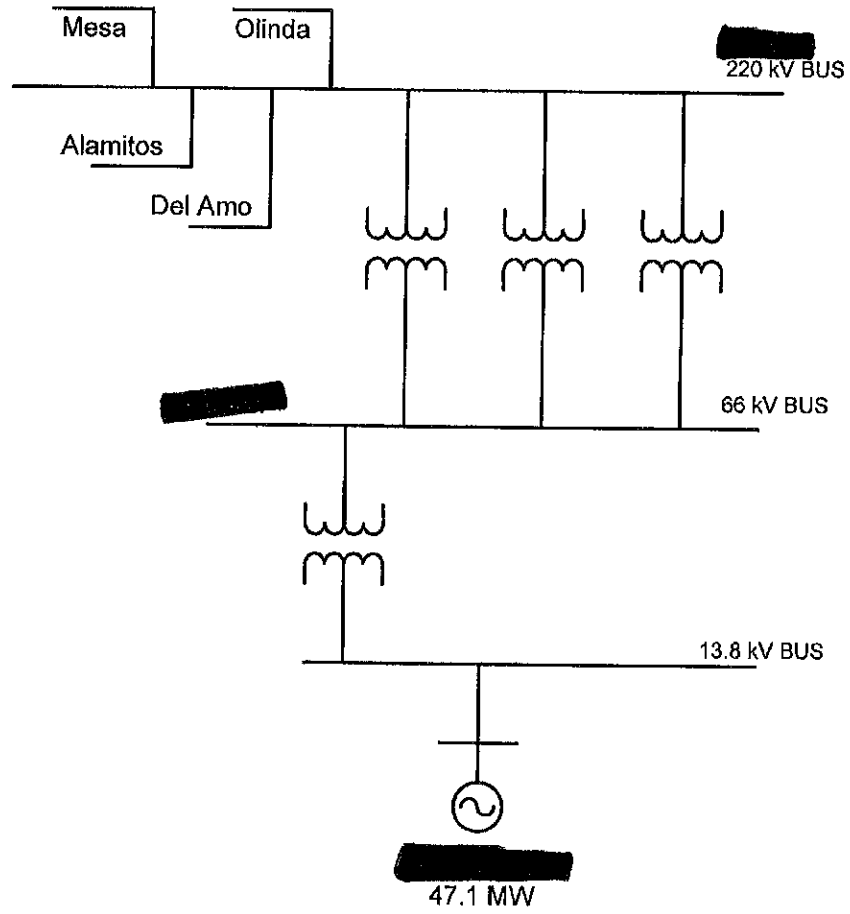 Mesa
Olinda
220 kV BUS
Alamitos
Del Amo
66 kV BUS
13.8 kV BUS
47.1 MW